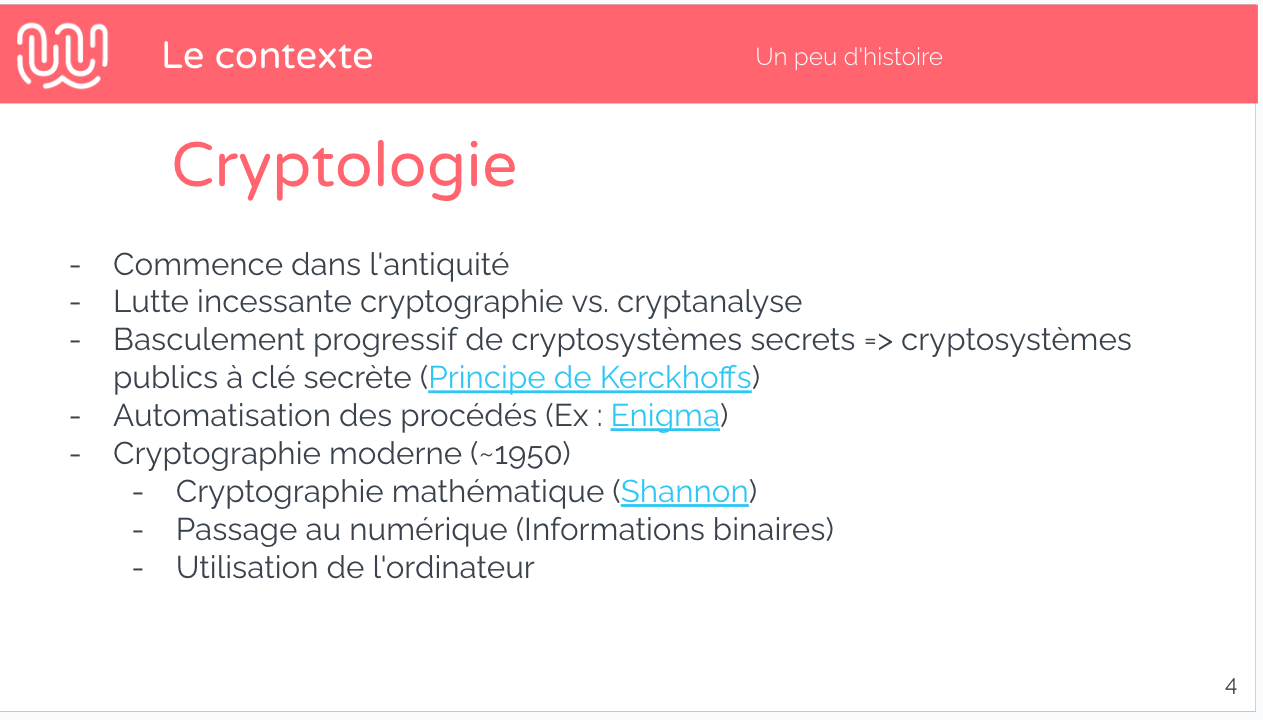 Le contexte
Un peu d'histoire
Cryptologie
- Commence dans l'antiquité
- Lutte incessante cryptographie vs. cryptanalyse
- Basculement progressif de cryptosystèmes secrets => cryptosystèmes
publics à clé secrète (Principe de Kerckhoffs)
- Automatisation des procédés (Ex : Enigma)
- Cryptographie moderne (~1950)
- Cryptographie mathématique (Shannon)
- Passage au numérique (Informations binaires)
- Utilisation de l'ordinateur
4